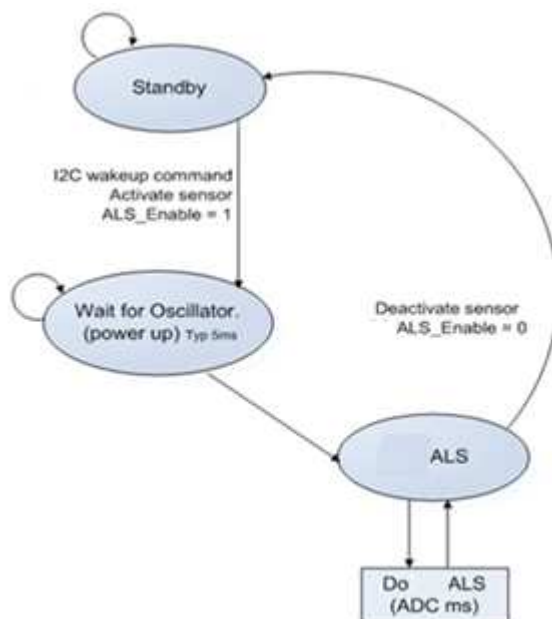 Standby
I2C wakeup command
Activate sensor
ALS_Enable = 1
Wait for Oscillator.
(power up) Typ 5ms
Deactivate sensor
ALS_Enable = 0
ALS
Do ALS
(ADC ms)